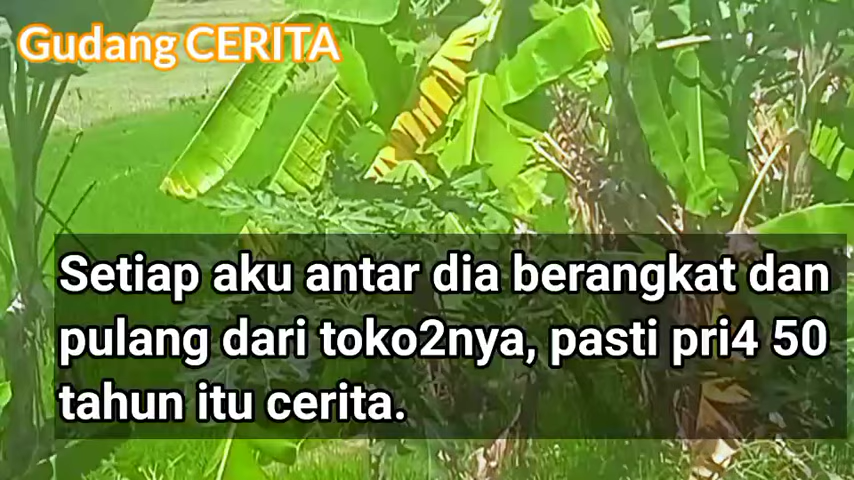 Gudang CERITA
Setiap aku antar dia berangkat dan
pulang dari toko2nya, pasti pri4 50
tahun itu cerita.